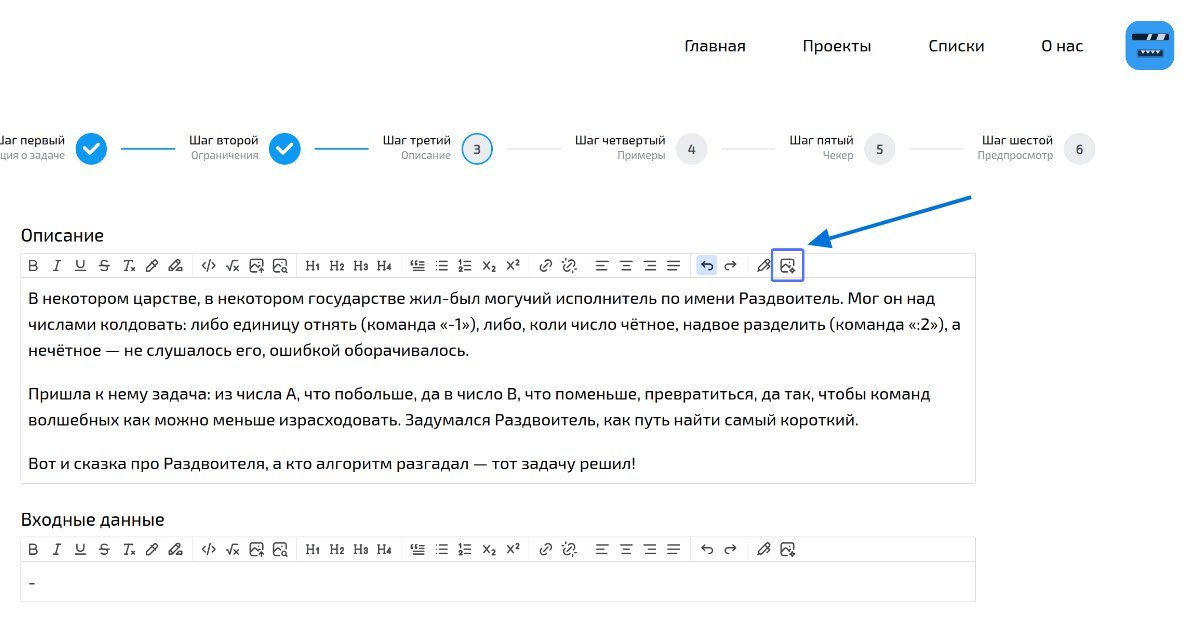 Главная Проекты Списки О нас
Шаг первый Шаг второй Шаг третий Шаг четвертый Шаг пятый Шаг шестой
ция о задаче Ограничения Описание 3 Примеры 4 Чекер 5 Предпросмотр 6
Описание
B I U S Tx </> √x H1 H2 H3 H4 x₂ x²
В некотором царстве, в некотором государстве жил-был могучий исполнитель по имени Раздвоитель. Мог он над
числами колдовать: либо единицу отнять (команда «-1»), либо, коли число чётное, надвое разделить (команда «:2»), а
нечётное — не слушалось его, ошибкой оборачивалось.
Пришла к нему задача: из числа А, что побольше, да в число В, что поменьше, превратиться, да так, чтобы команд
волшебных как можно меньше израсходовать. Задумался Раздвоитель, как путь найти самый короткий.
Вот и сказка про Раздвоителя, а кто алгоритм разгадал — тот задачу решил!
Входные данные
B I U S Tx </> √x H1 H2 H3 H4 x₂ x²
-